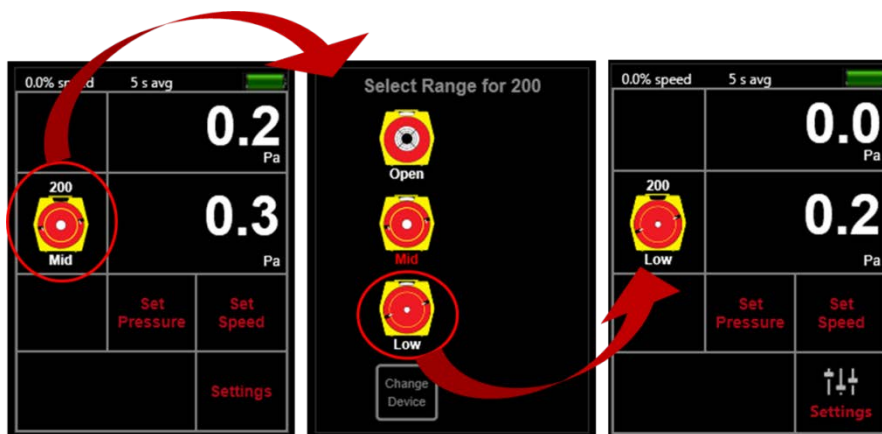 0.0% speed 5 s avg
0.2
Pa
200
Mid
0.3
Pa
Set Pressure
Set Speed
Settings
Select Range for 200
Open
Mid
Low
Change
Device
0.0% speed 5 s avg
0.0
Pa
200
Low
0.2
Pa
Set Pressure
Set Speed
Settings